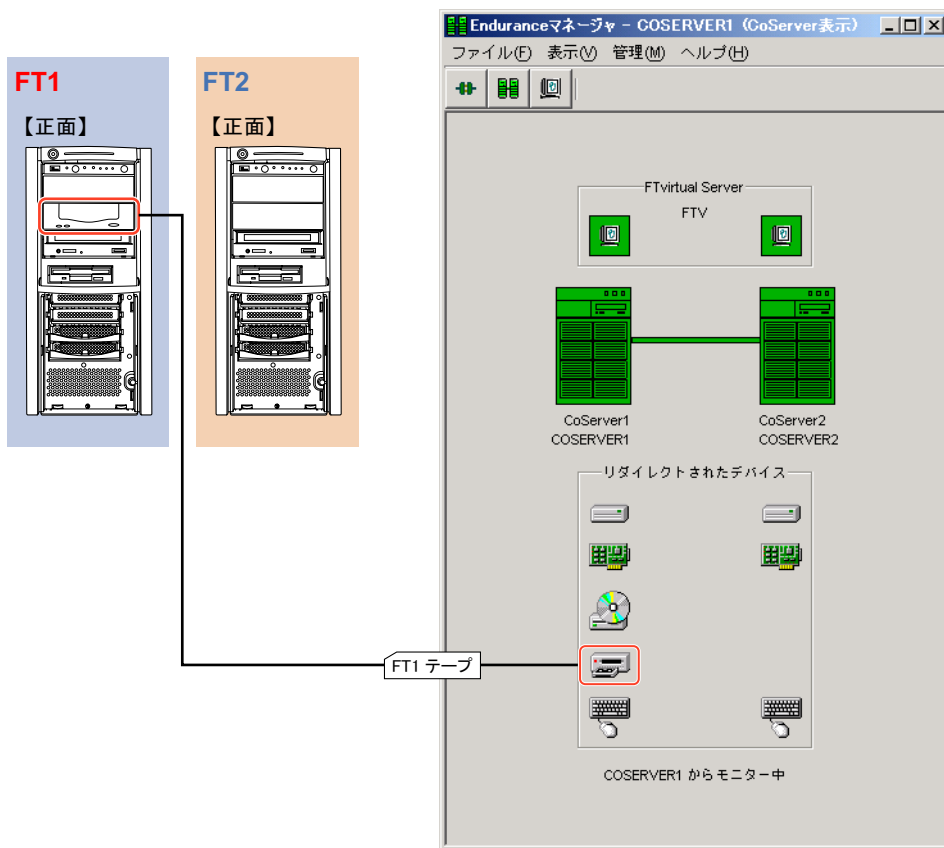 FT1
【正面】
FT2
【正面】
Enduranceマネージャ - COSERVER1 (CoServer表示)
ファイル(F) 表示(V) 管理(M) ヘルプ(H)
FTvirtual Server
FTV
CoServer1
COSERVER1
CoServer2
COSERVER2
リダイレクトされたデバイス
FT1 テープ
COSERVER1 からモニター中